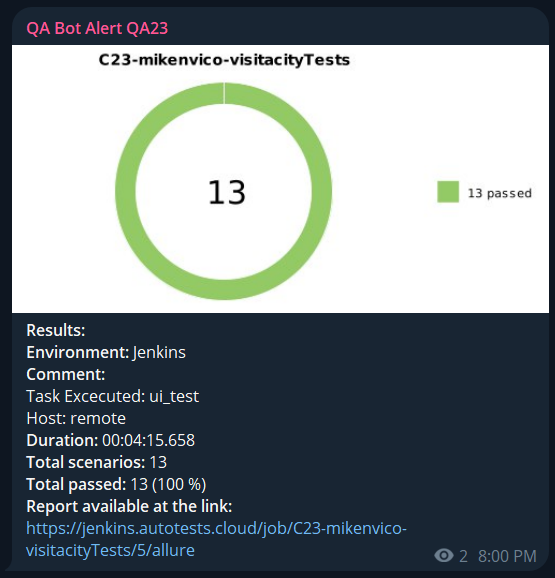 QA Bot Alert QA23
C23-mikenvico-visitacityTests
13
13 passed
Results:
Environment: Jenkins
Comment:
Task Excecuted: ui_test
Host: remote
Duration: 00:04:15.658
Total scenarios: 13
Total passed: 13 (100 %)
Report available at the link:
https://jenkins.autotests.cloud/job/C23-mikenvico-
visitacityTests/5/allure
2 8:00 PM